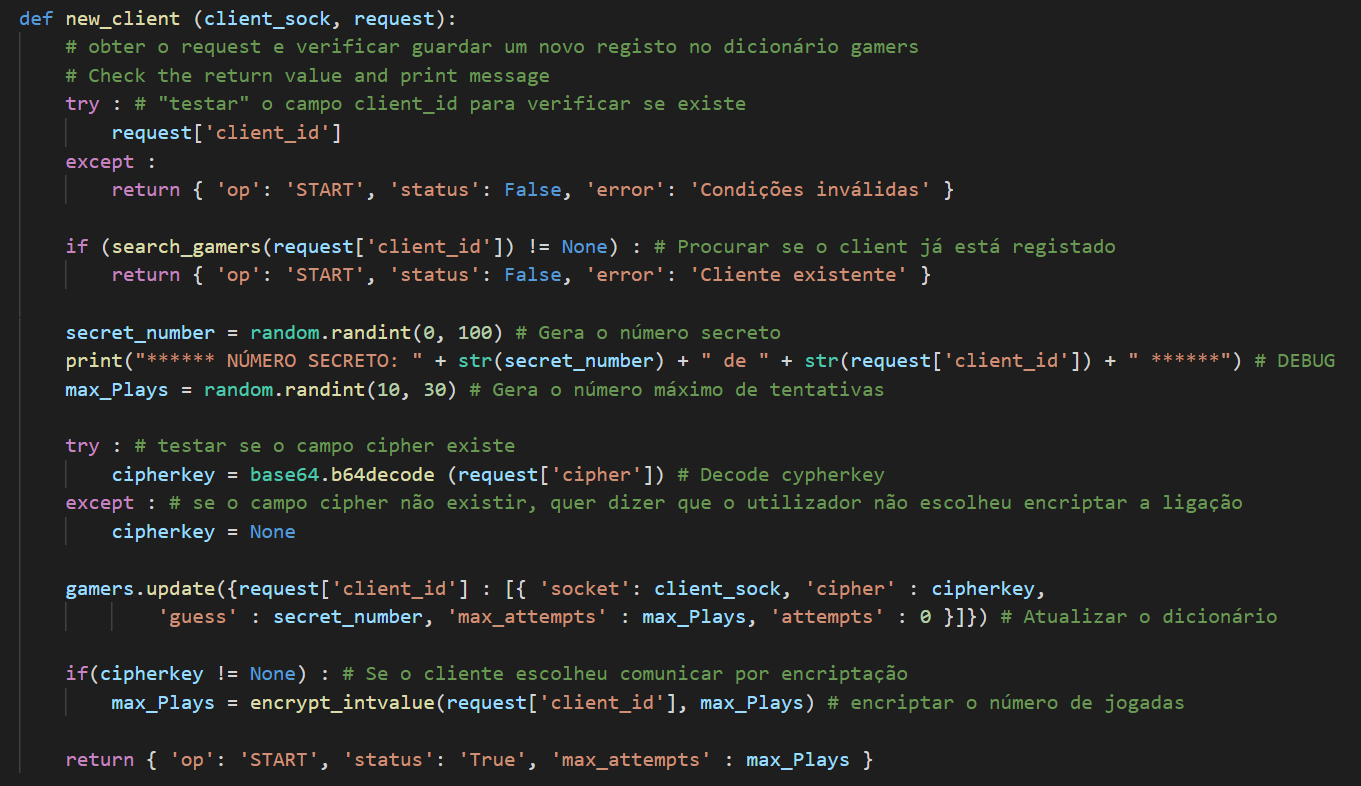 def new_client (client_sock, request):
    # obter o request e verificar guardar um novo registo no dicionário gamers
    # Check the return value and print message
    try : # "testar" o campo client_id para verificar se existe
        request['client_id']
    except :
        return { 'op': 'START', 'status': False, 'error': 'Condições inválidas' }
    if (search_gamers(request['client_id']) != None) : # Procurar se o client já está registado
        return { 'op': 'START', 'status': False, 'error': 'Cliente existente' }
    secret_number = random.randint(0, 100) # Gera o número secreto
    print("****** NÚMERO SECRETO: " + str(secret_number) + " de " + str(request['client_id']) + " ******") # DEBUG
    max_Plays = random.randint(10, 30) # Gera o número máximo de tentativas
    try : # testar se o campo cipher existe
        cipherkey = base64.b64decode (request['cipher']) # Decode cypherkey
    except : # se o campo cipher não existir, quer dizer que o utilizador não escolheu encriptar a ligação
        cipherkey = None
    gamers.update({request['client_id'] : [{ 'socket': client_sock, 'cipher' : cipherkey,
            'guess' : secret_number, 'max_attempts' : max_Plays, 'attempts' : 0 }]}) # Atualizar o dicionário
    if(cipherkey != None) : # Se o cliente escolheu comunicar por encriptação
        max_Plays = encrypt_intvalue(request['client_id'], max_Plays) # encriptar o número de jogadas
    return { 'op': 'START', 'status': 'True', 'max_attempts' : max_Plays }